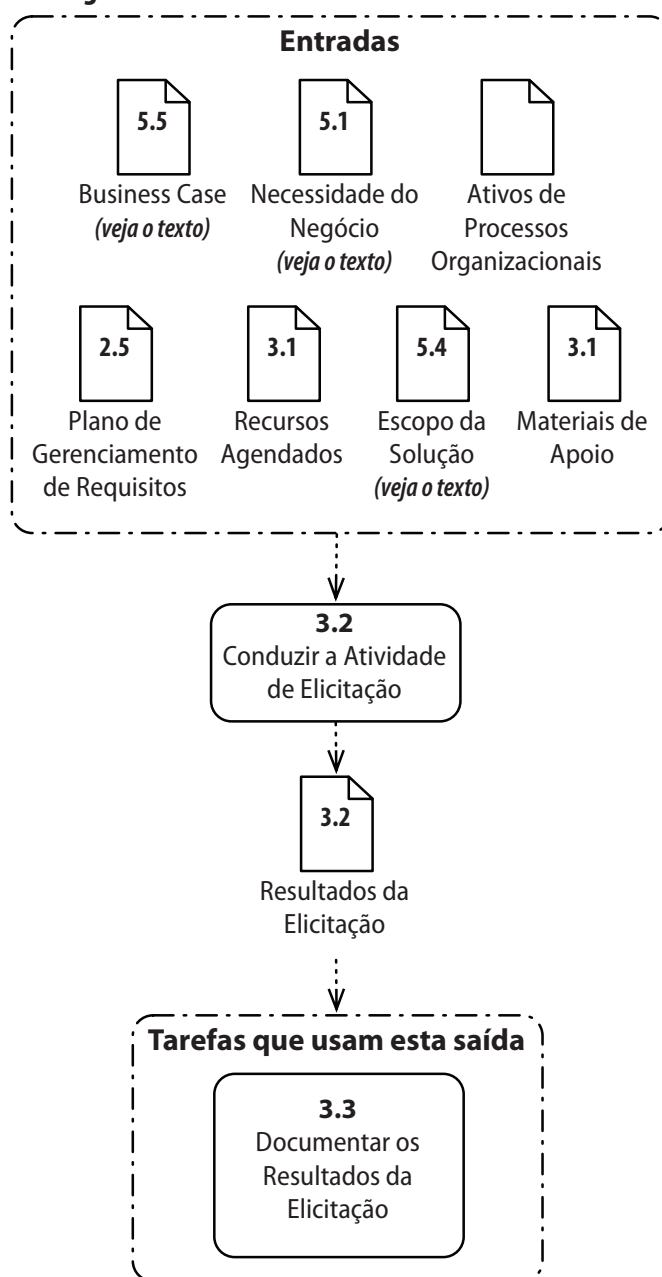 Entradas
5.5
5.1
Business Case
(veja o texto)
Necessidade do
Negócio
(veja o texto)
Ativos de
Processos
Organizacionais
2.5
3.1
5.4
3.1
Plano de
Gerenciamento
de Requisitos
Recursos
Agendados
Escopo da
Solução
(veja o texto)
Materiais de
Apoio
3.2
Conduzir a Atividade
de Elicitação
3.2
Resultados da
Elicitação
Tarefas que usam esta saída
3.3
Documentar os
Resultados da
Elicitação